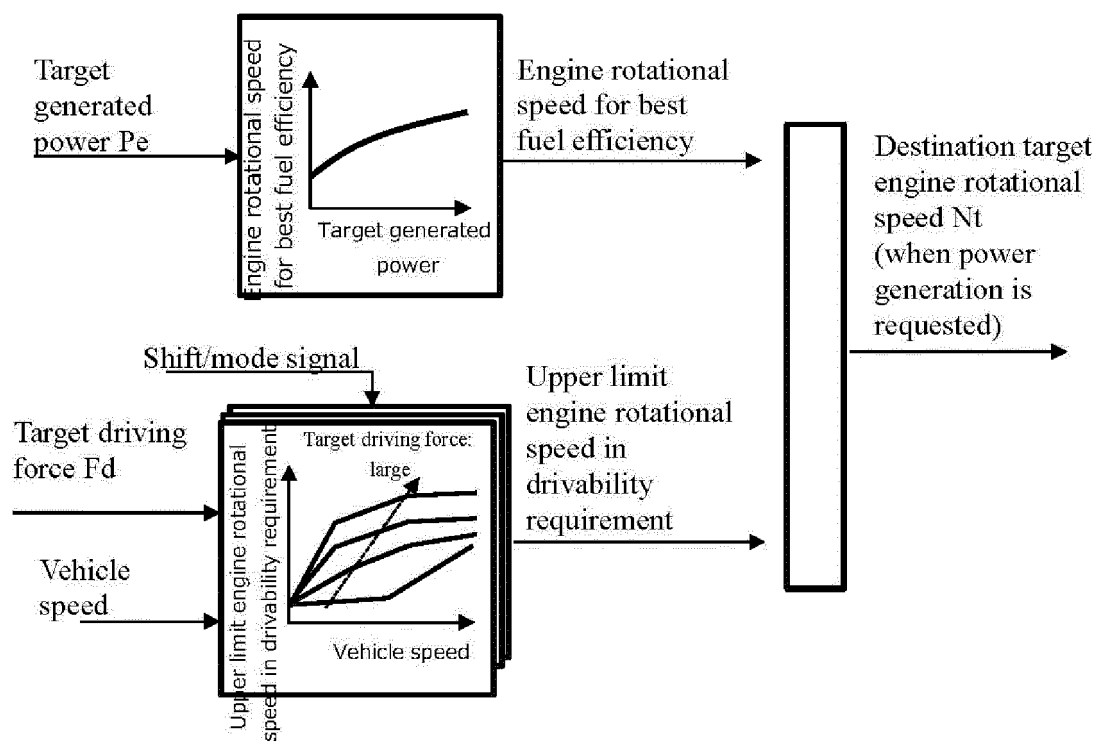 Target
generated
power Pe
Engine rotational speed
for best fuel efficiency
Target generated
power
Engine rotational
speed for best
fuel efficiency
Destination target
engine rotational
speed Nt
(when power
generation is
requested)
Shift/mode signal
Target driving
force Fd
Vehicle
speed
Upper limit engine rotational
speed in drivability requirement
Target driving force:
large
Vehicle speed
Upper limit
engine rotational
speed in
drivability
requirement